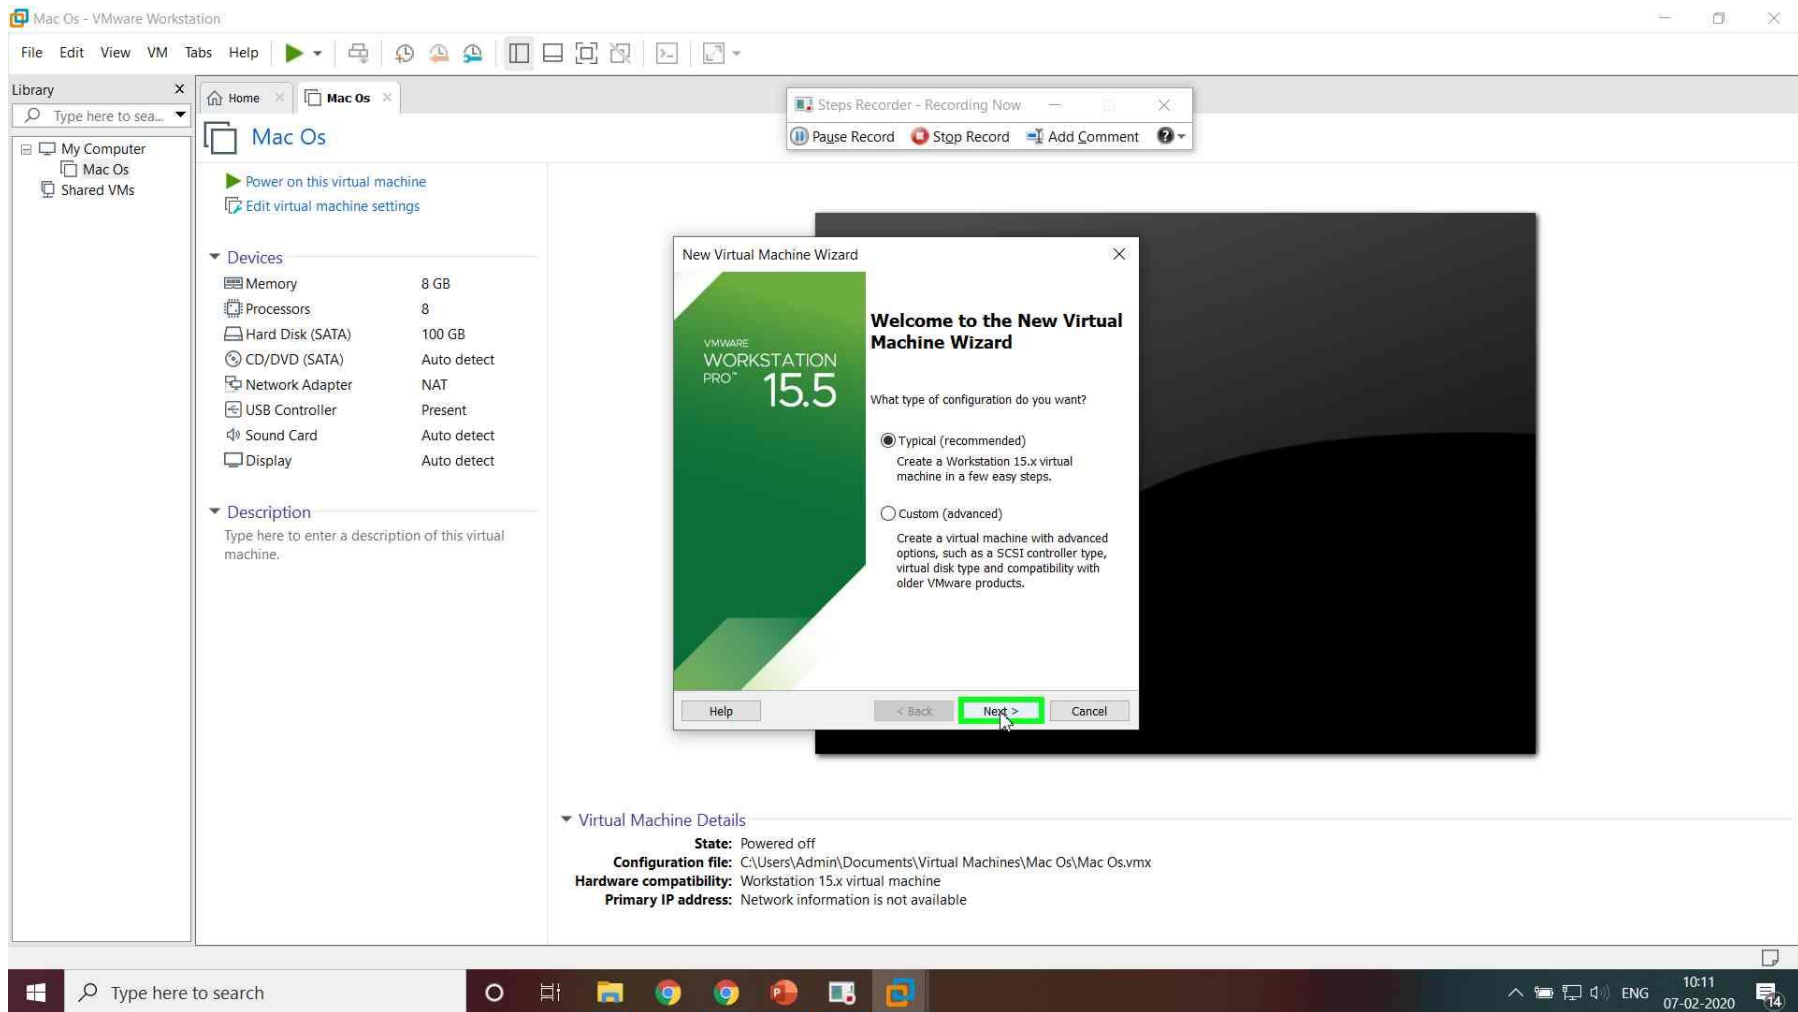 Mac Os - VMware Workstation
File Edit View VM Tabs Help
Library
Type here to sea...
My Computer
Mac Os
Shared VMs
Home
Mac Os
Mac Os
Steps Recorder - Recording Now
Pause Record Stop Record Add Comment
Power on this virtual machine
Edit virtual machine settings
Devices
Memory 8 GB
Processors 8
Hard Disk (SATA) 100 GB
CD/DVD (SATA) Auto detect
Network Adapter NAT
USB Controller Present
Sound Card Auto detect
Display Auto detect
Description
Type here to enter a description of this virtual
machine.
New Virtual Machine Wizard
VMWARE
WORKSTATION
PRO™ 15.5
Welcome to the New Virtual
Machine Wizard
What type of configuration do you want?
Typical (recommended)
Create a Workstation 15.x virtual
machine in a few easy steps.
Custom (advanced)
Create a virtual machine with advanced
options, such as a SCSI controller type,
virtual disk type and compatibility with
older VMware products.
Help < Back Next > Cancel
Virtual Machine Details
State: Powered off
Configuration file: C:\Users\Admin\Documents\Virtual Machines\Mac Os\Mac Os.vmx
Hardware compatibility: Workstation 15.x virtual machine
Primary IP address: Network information is not available
Type here to search
ENG
10:11
07-02-2020
14